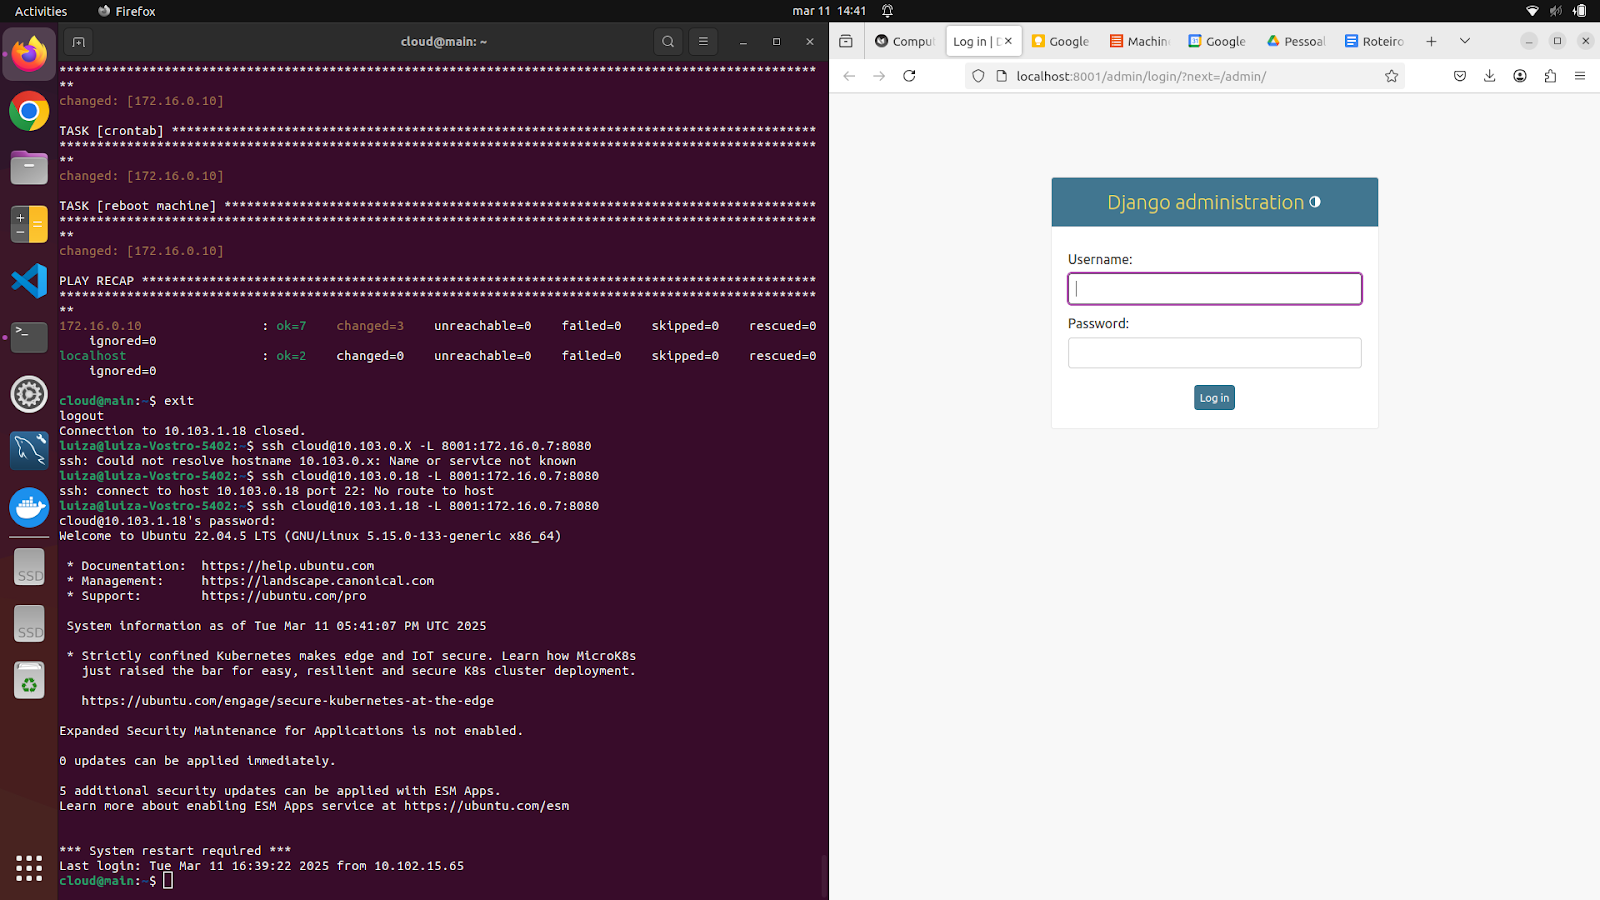 Activities
Firefox
mar 11 14:41
cloud@main: ~
****************************************************************************************************
**
changed: [172.16.0.10]
TASK [crontab] **************************************************************************************
****************************************************************************************************
**
changed: [172.16.0.10]
TASK [reboot machine] *******************************************************************************
****************************************************************************************************
**
changed: [172.16.0.10]
PLAY RECAP ******************************************************************************************
****************************************************************************************************
**
172.16.0.10 : ok=7 changed=3 unreachable=0 failed=0 skipped=0 rescued=0
ignored=0
localhost : ok=2 changed=0 unreachable=0 failed=0 skipped=0 rescued=0
ignored=0
cloud@main:~$ exit
logout
Connection to 10.103.1.18 closed.
luiza@luiza-Vostro-5402:~$ ssh cloud@10.103.0.X -L 8001:172.16.0.7:8080
ssh: Could not resolve hostname 10.103.0.x: Name or service not known
luiza@luiza-Vostro-5402:~$ ssh cloud@10.103.0.18 -L 8001:172.16.0.7:8080
ssh: connect to host 10.103.0.18 port 22: No route to host
luiza@luiza-Vostro-5402:~$ ssh cloud@10.103.1.18 -L 8001:172.16.0.7:8080
cloud@10.103.1.18's password:
Welcome to Ubuntu 22.04.5 LTS (GNU/Linux 5.15.0-133-generic x86_64)
* Documentation: https://help.ubuntu.com
* Management: https://landscape.canonical.com
* Support: https://ubuntu.com/pro
System information as of Tue Mar 11 05:41:07 PM UTC 2025
* Strictly confined Kubernetes makes edge and IoT secure. Learn how MicroK8s
just raised the bar for easy, resilient and secure K8s cluster deployment.
https://ubuntu.com/engage/secure-kubernetes-at-the-edge
Expanded Security Maintenance for Applications is not enabled.
0 updates can be applied immediately.
5 additional security updates can be applied with ESM Apps.
Learn more about enabling ESM Apps service at https://ubuntu.com/esm
*** System restart required ***
Last login: Tue Mar 11 16:39:22 2025 from 10.102.15.65
cloud@main:~$
SSD
SSD
Comput
Log in | D
Google
Machin
Google
Pessoal
Roteiro
localhost:8001/admin/login/?next=/admin/
Django administration
Username:
Password:
Log in